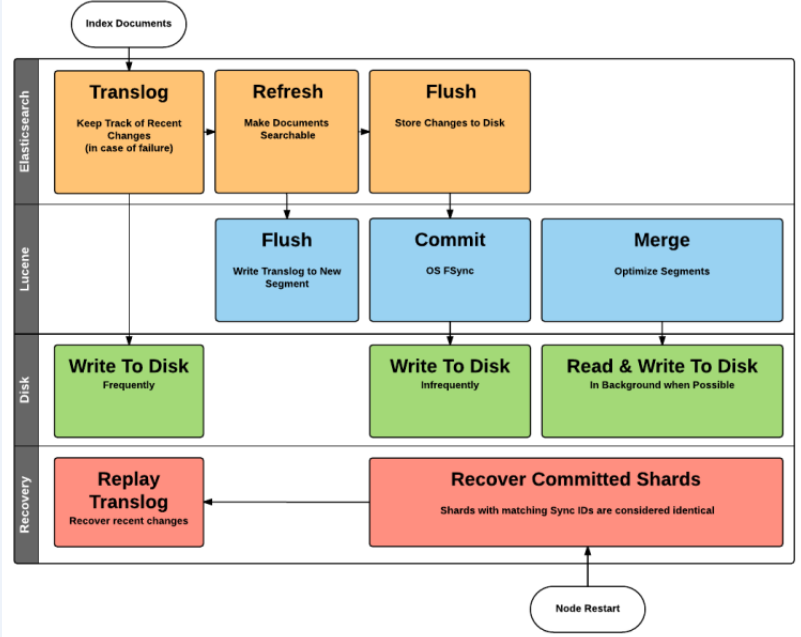 Index Documents
Elasticsearch
Translog
Keep Track of Recent
Changes
(in case of failure)
Refresh
Make Documents
Searchable
Flush
Store Changes to Disk
Lucene
Flush
Write Translog to New
Segment
Commit
OS FSync
Merge
Optimize Segments
Disk
Write To Disk
Frequently
Write To Disk
Infrequently
Read & Write To Disk
In Background when Possible
Recovery
Replay
Translog
Recover recent changes
Recover Committed Shards
Shards with matching Sync IDs are considered identical
Node Restart